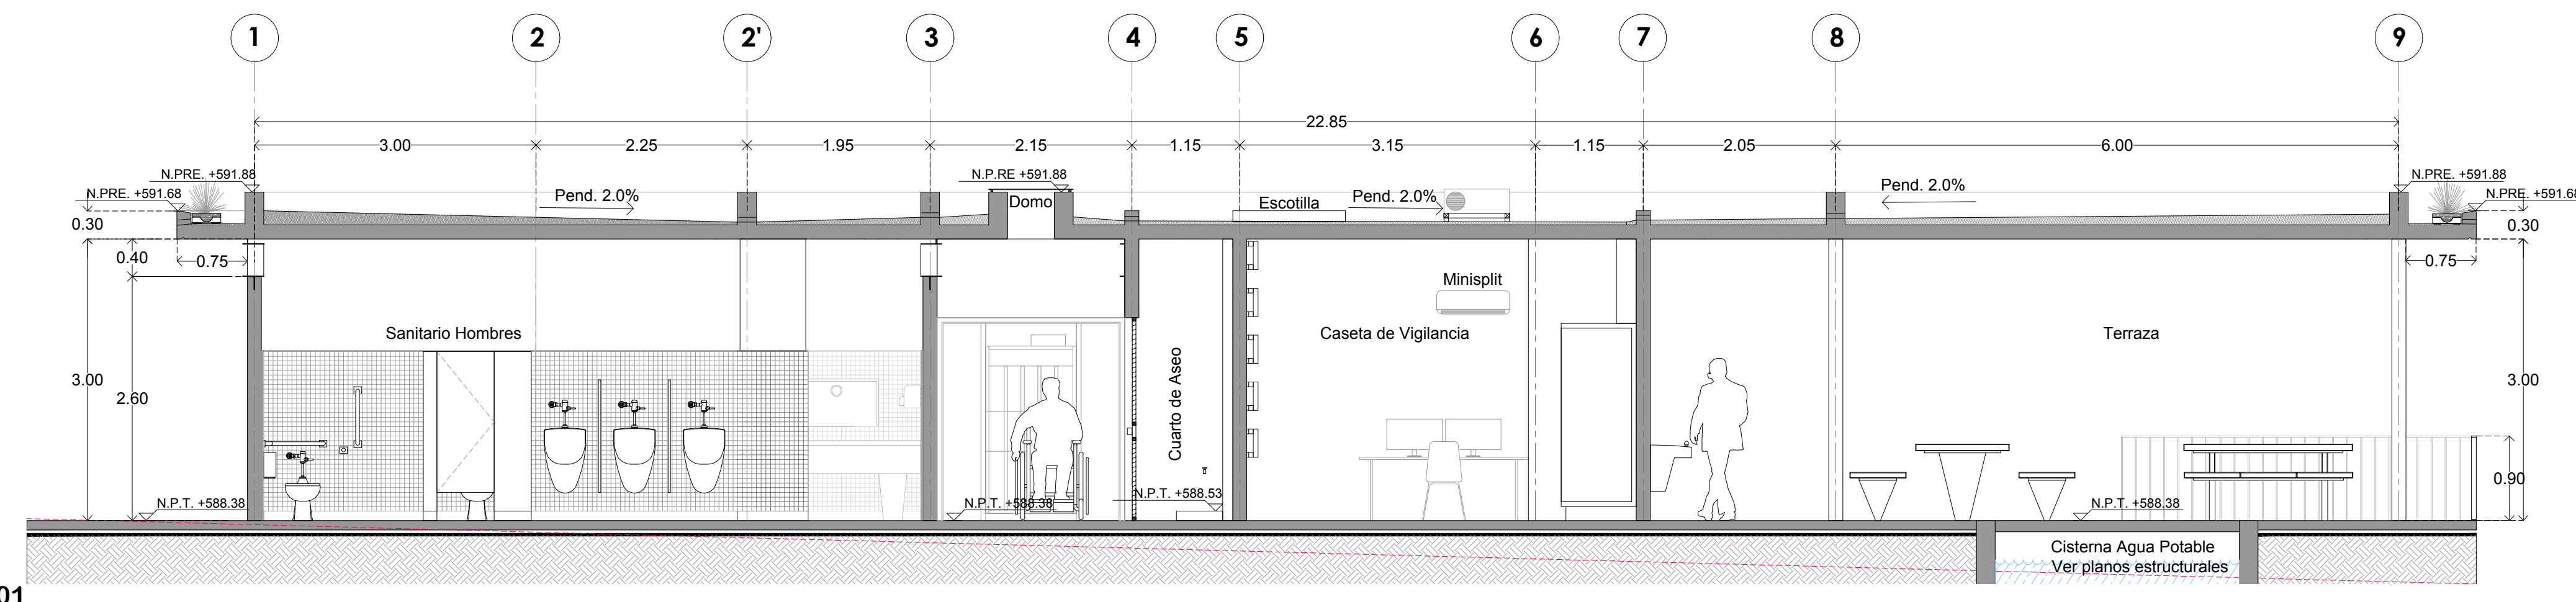 1 2 2' 3 4 5 6 7 8 9
22.85
3.00 2.25 1.95 2.15 1.15 3.15 1.15 2.05 6.00
N.PRE. +591.88 N.P.RE +591.88 N.PRE. +591.88
N.PRE. +591.68 Pend. 2.0% Domo Escotilla Pend. 2.0% Pend. 2.0% N.PRE. +591.68
0.30 0.30
0.40 0.75 0.75
Minisplit
Sanitario Hombres Caseta de Vigilancia Terraza
3.00 3.00
2.60
Cuarto de Aseo
0.90
N.P.T. +588.38 N.P.T. +588.38 N.P.T. +588.53 N.P.T. +588.38
Cisterna Agua Potable
Ver planos estructurales
01